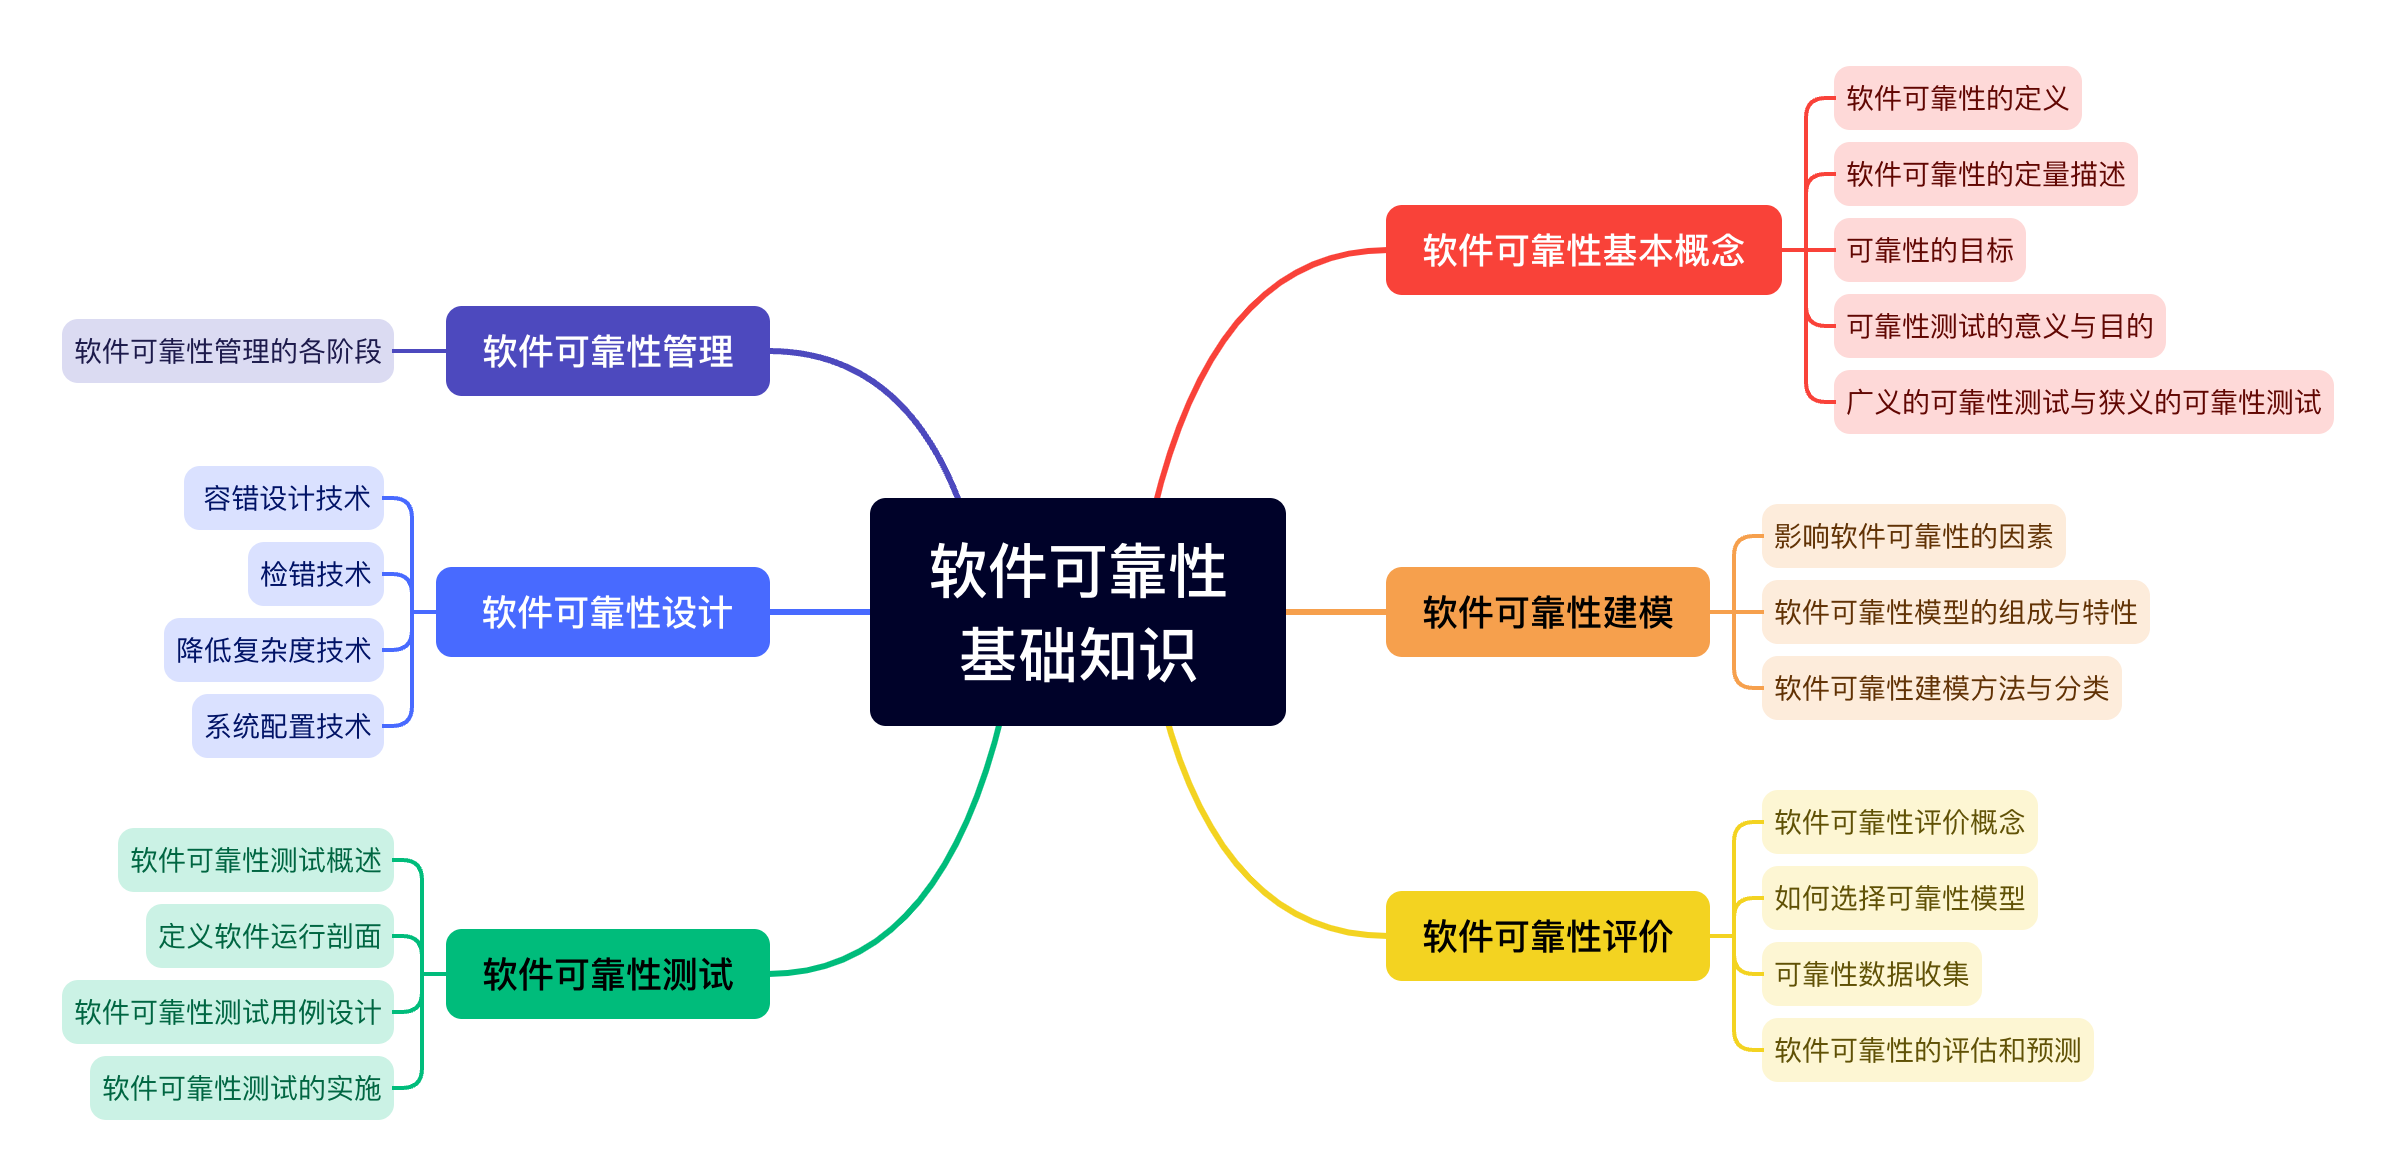 软件可靠性
基础知识
软件可靠性基本概念
软件可靠性的定义
软件可靠性的定量描述
可靠性的目标
可靠性测试的意义与目的
广义的可靠性测试与狭义的可靠性测试
软件可靠性建模
影响软件可靠性的因素
软件可靠性模型的组成与特性
软件可靠性建模方法与分类
软件可靠性评价
软件可靠性评价概念
如何选择可靠性模型
可靠性数据收集
软件可靠性的评估和预测
软件可靠性管理
软件可靠性管理的各阶段
软件可靠性设计
容错设计技术
检错技术
降低复杂度技术
系统配置技术
软件可靠性测试
软件可靠性测试概述
定义软件运行剖面
软件可靠性测试用例设计
软件可靠性测试的实施